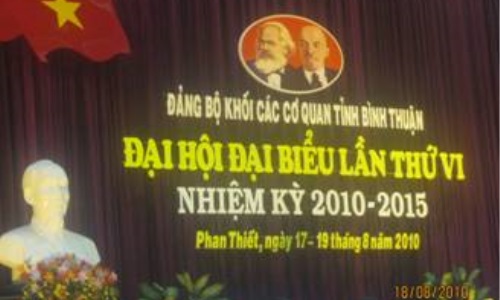 ĐẢNG BỘ KHỐI CÁC CƠ QUAN TỈNH BÌNH THUẬN
ĐẠI HỘI ĐẠI BIỂU LẦN THỨ VI
NHIỆM KỲ 2010-2015
Phan Thiết, ngày 17-19 tháng 8 năm 2010
18/08/2010